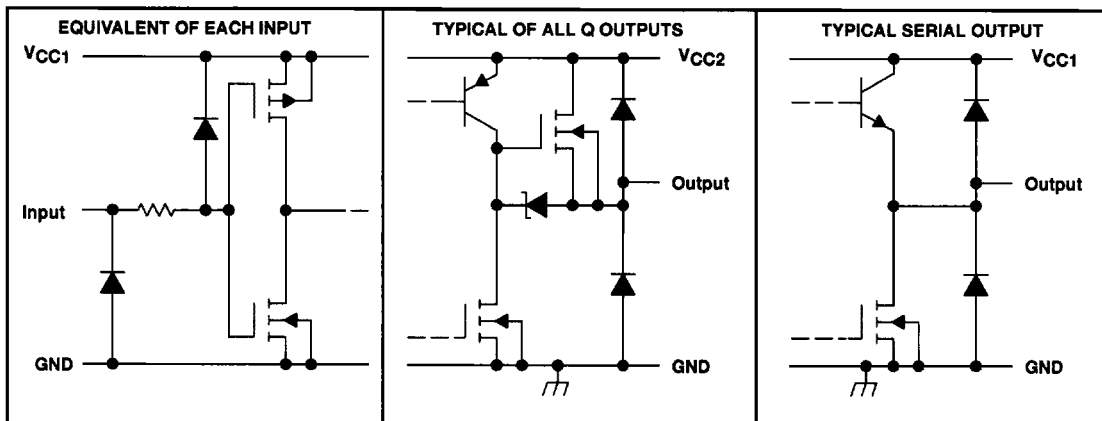 EQUIVALENT OF EACH INPUT
VCC1
Input
GND
TYPICAL OF ALL Q OUTPUTS
VCC2
Output
GND
TYPICAL SERIAL OUTPUT
VCC1
Output
GND